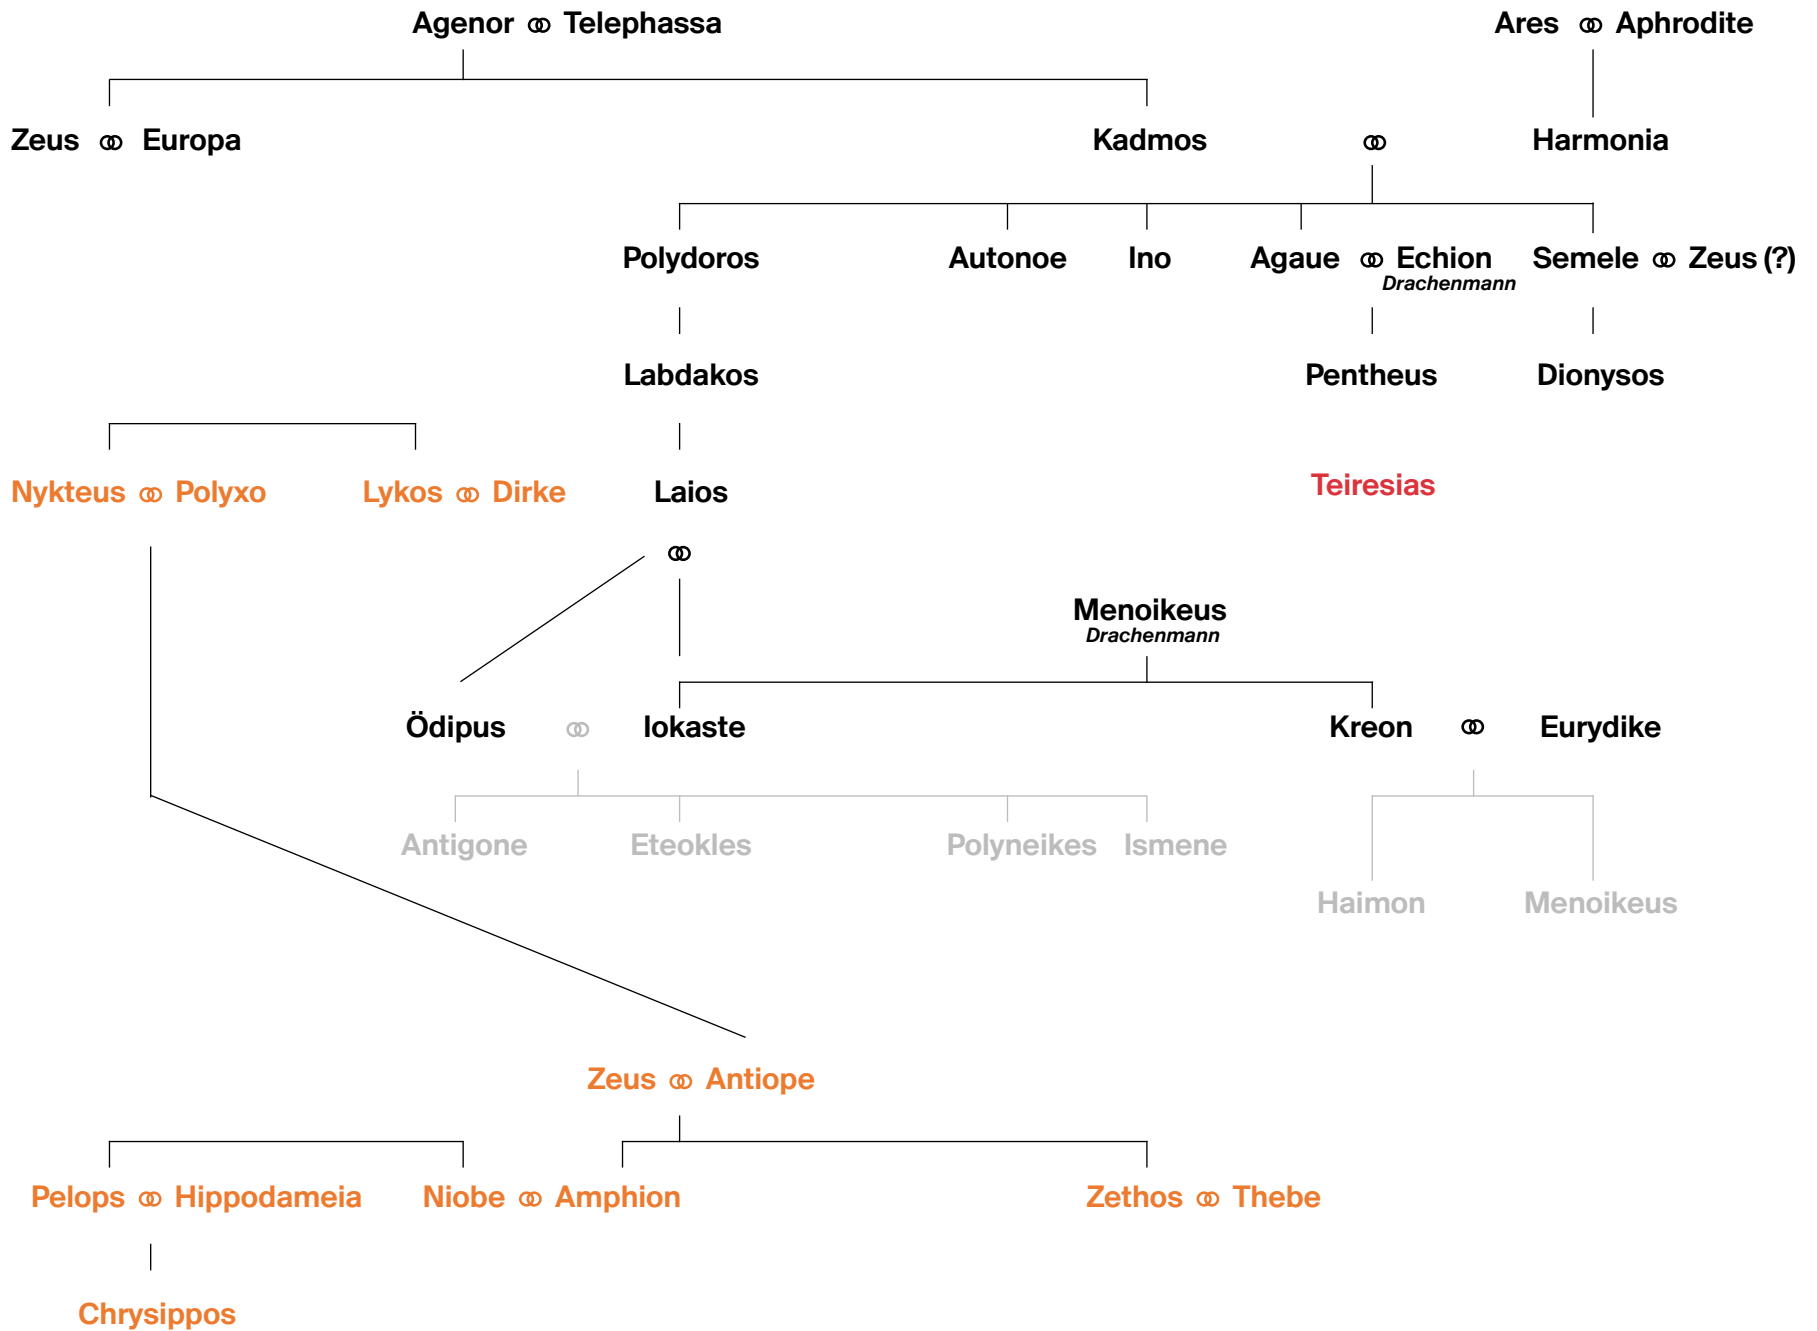 Agenor ⚭ Telephassa
Ares ⚭ Aphrodite
Zeus ⚭ Europa
Kadmos ⚭ Harmonia
Polydoros
Autonoe
Ino
Agaue ⚭ Echion
Drachenmann
Semele ⚭ Zeus (?)
Labdakos
Pentheus
Dionysos
Nykteus ⚭ Polyxo
Lykos ⚭ Dirke
Laios
Teiresias
⚭
Menoikeus
Drachenmann
Ödipus ⚭ Iokaste
Kreon ⚭ Eurydike
Antigone
Eteokles
Polyneikes
Ismene
Haimon
Menoikeus
Zeus ⚭ Antiope
Pelops ⚭ Hippodameia
Niobe ⚭ Amphion
Zethos ⚭ Thebe
Chrysippos